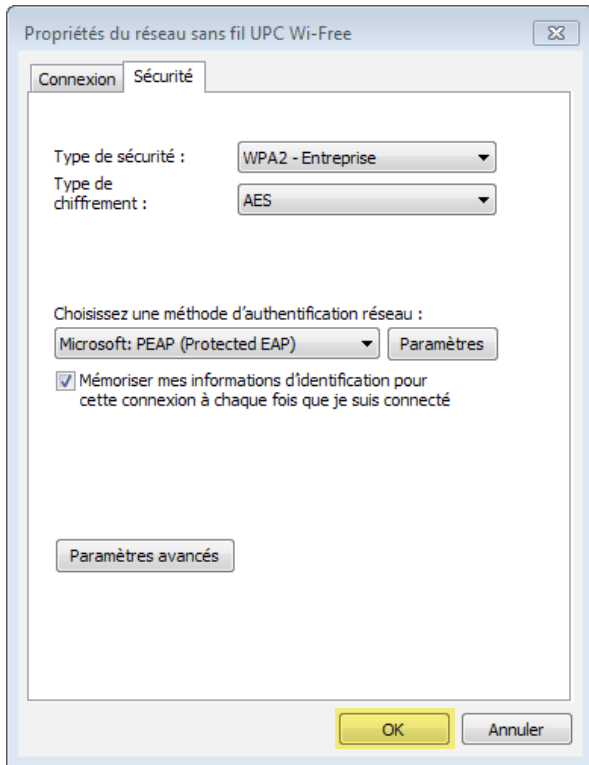 Propriétés du réseau sans fil UPC Wi-Free
Connexion
Sécurité
Type de sécurité :
WPA2 - Entreprise
Type de
chiffrement :
AES
Choisissez une méthode d'authentification réseau :
Microsoft: PEAP (Protected EAP)
Paramètres
Mémoriser mes informations d'identification pour
cette connexion à chaque fois que je suis connecté
Paramètres avancés
OK
Annuler